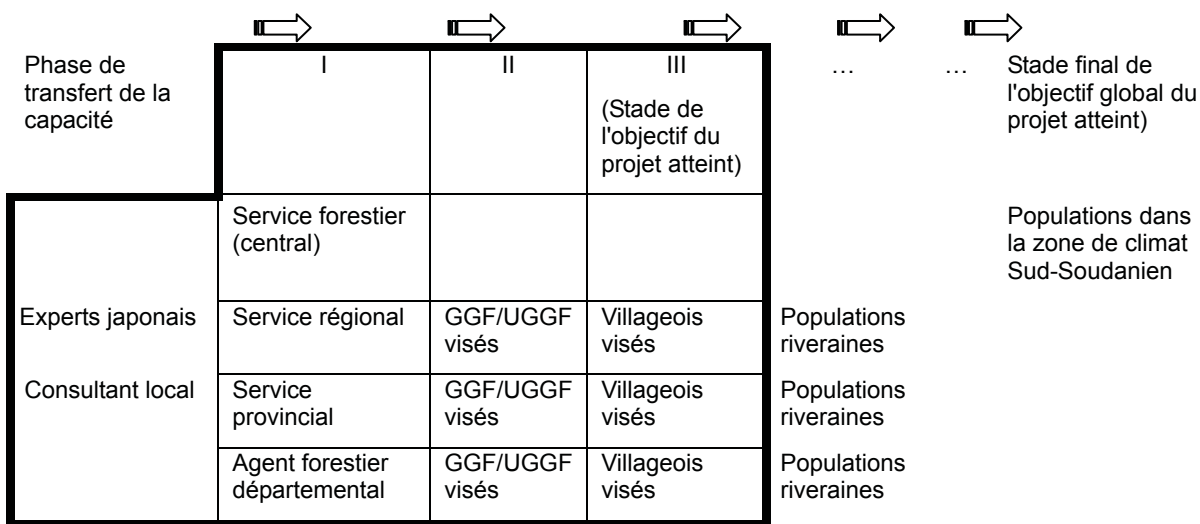 Phase de
transfert de la
capacité
I
II
III
(Stade de
l'objectif du
projet atteint)
…
…
Stade final de
l'objectif global du
projet atteint)
Service forestier
(central)
Populations dans
la zone de climat
Sud-Soudanien
Experts japonais
Service régional
GGF/UGGF
visés
Villageois
visés
Populations
riveraines
Consultant local
Service
provincial
GGF/UGGF
visés
Villageois
visés
Populations
riveraines
Agent forestier
départemental
GGF/UGGF
visés
Villageois
visés
Populations
riveraines